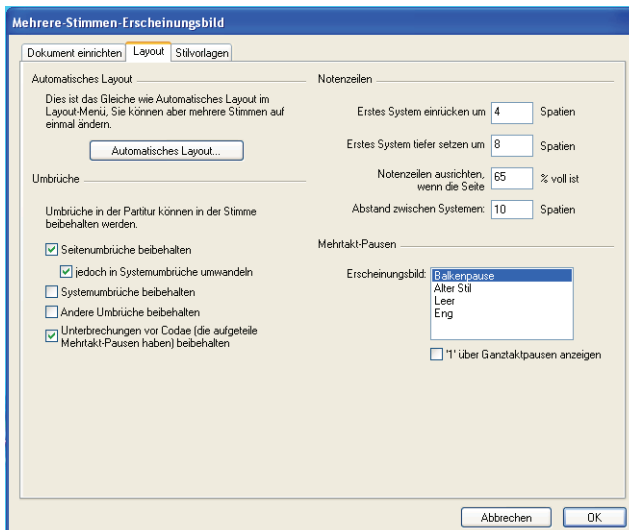 Mehrere-Stimmen-Erscheinungsbild
Dokument einrichten
Layout
Stilvorlagen
Automatisches Layout
Dies ist das Gleiche wie Automatisches Layout im
Layout-Menü, Sie können aber mehrere Stimmen auf
einmal ändern.
Automatisches Layout...
Umbrüche
Umbrüche in der Partitur können in der Stimme
beibehalten werden.
Seitenumbrüche beibehalten
jedoch in Systemumbrüche umwandeln
Systemumbrüche beibehalten
Andere Umbrüche beibehalten
Unterbrechungen vor Codae (die aufgeteile
Mehrtakt-Pausen haben) beibehalten
Notenzeilen
Erstes System einrücken um 4 Spatien
Erstes System tiefer setzen um 8 Spatien
Notenzeilen ausrichten,
wenn die Seite 65 % voll ist
Abstand zwischen Systemen: 10 Spatien
Mehrtakt-Pausen
Erscheinungsbild: Balkenpause
Alter Stil
Leer
Eng
'1' über Ganztaktpausen anzeigen
Abbrechen
OK